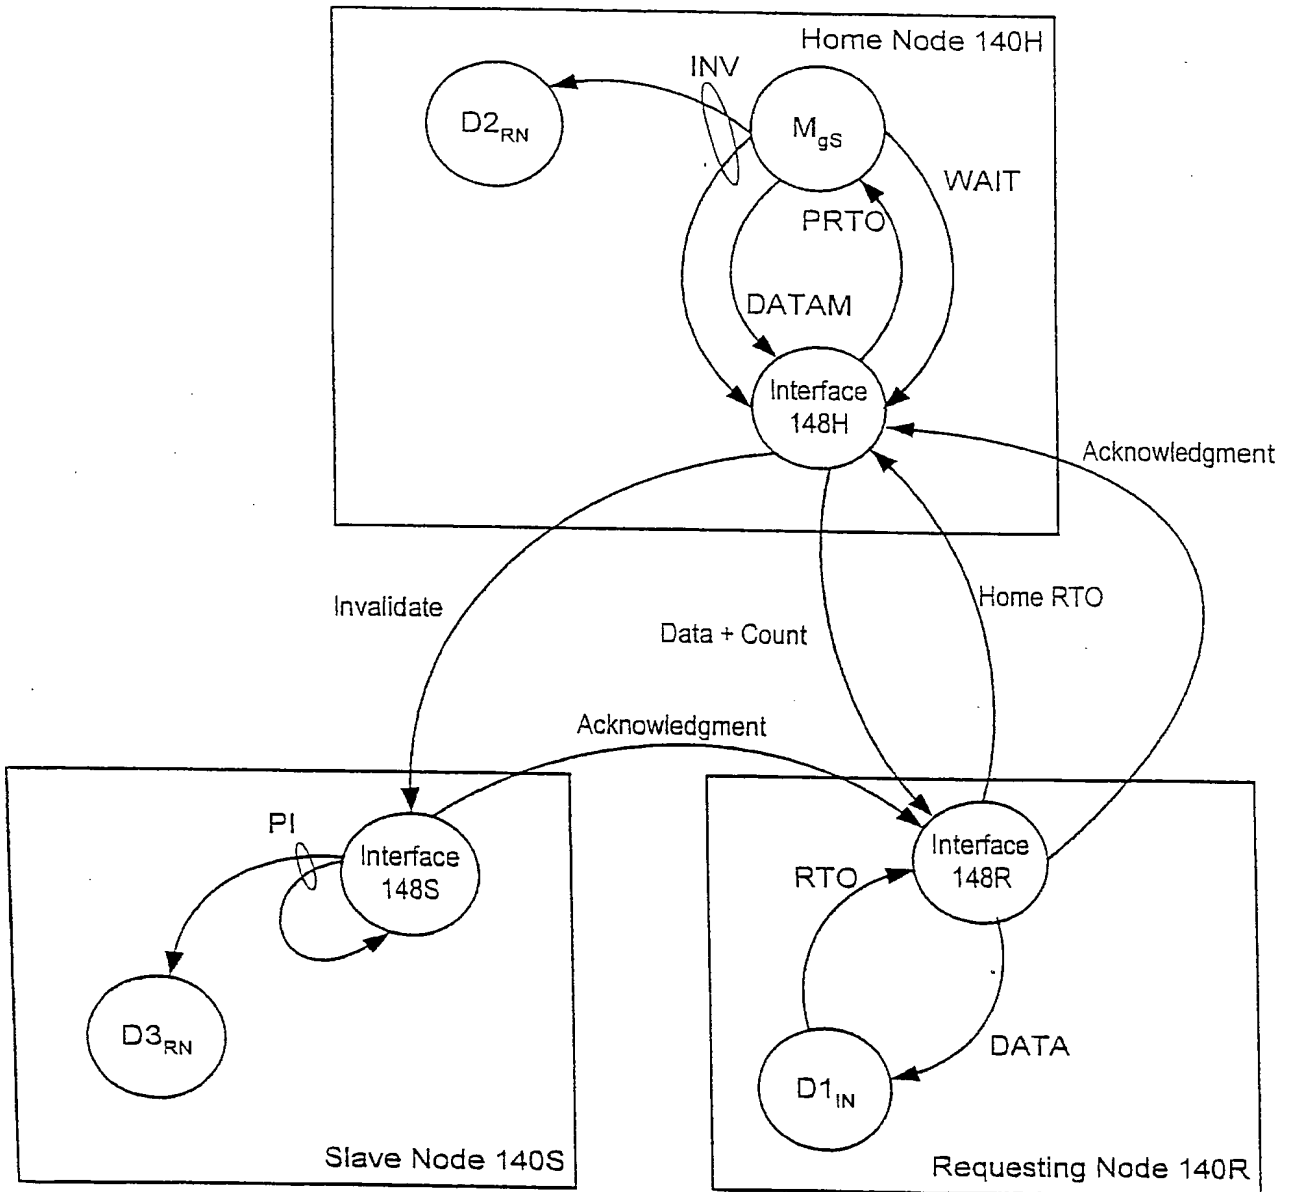 Home Node 140H
INV
D2RN
MgS
WAIT
PRTO
DATAM
Interface
148H
Acknowledgment
Invalidate
Home RTO
Data + Count
Acknowledgment
PI
Interface
148S
Interface
148R
RTO
D3RN
DATA
D1IN
Slave Node 140S
Requesting Node 140R